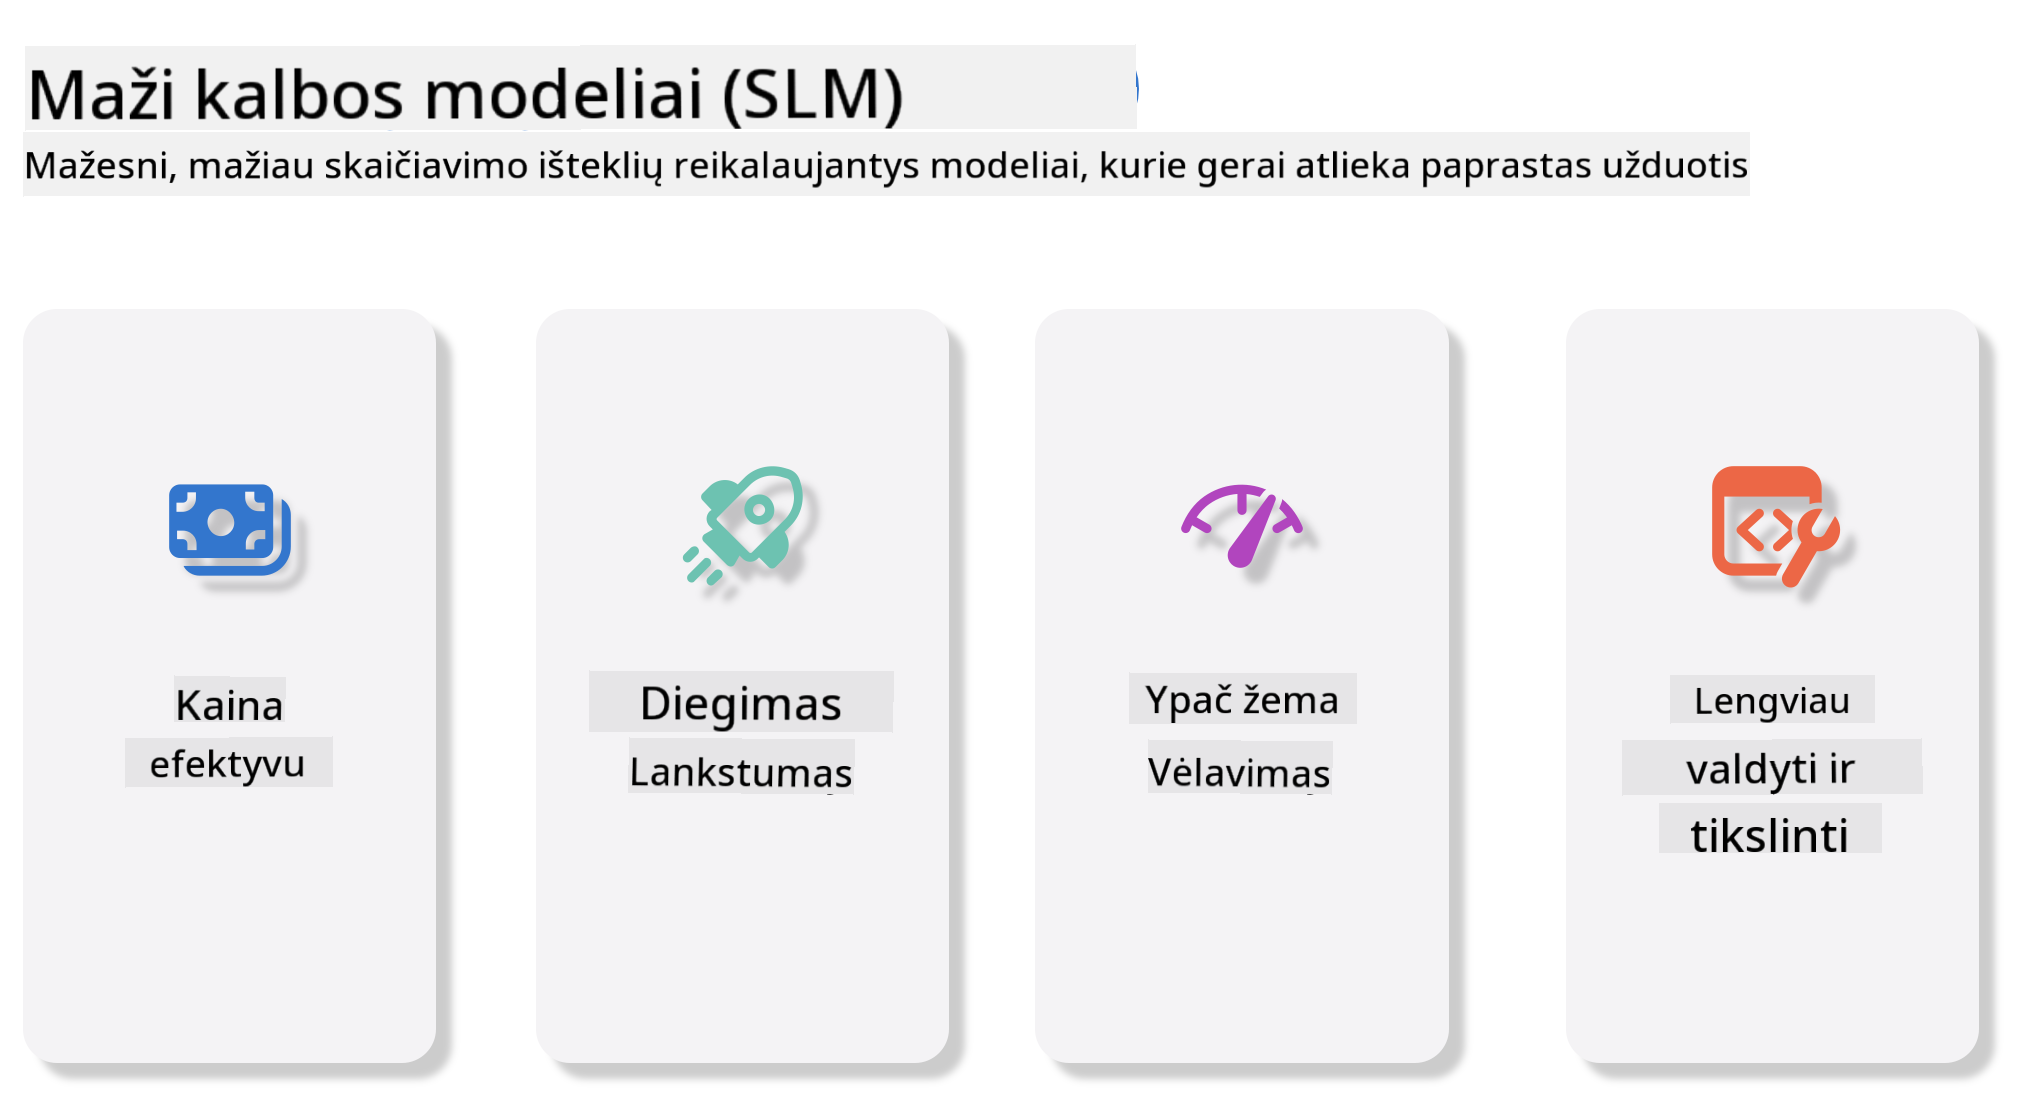 Maži kalbos modeliai (SLM)
Mažesni, mažiau skaičiavimo išteklių reikalaujantys modeliai, kurie gerai atlieka paprastas užduotis
Kaina
efektyvu
Diegimas
Lankstumas
Ypač žema
Vėlavimas
Lengviau
valdyti ir
tikslinti